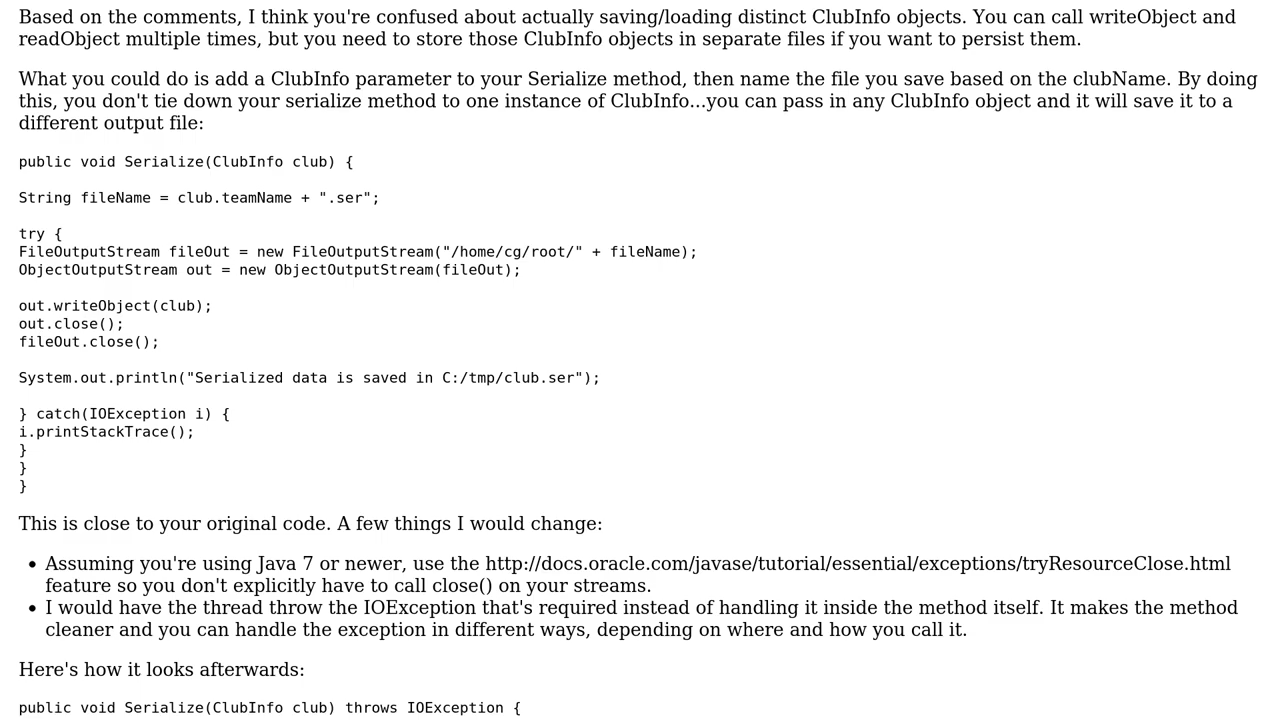 Based on the comments, I think you're confused about actually saving/loading distinct ClubInfo objects. You can call writeObject and
readObject multiple times, but you need to store those ClubInfo objects in separate files if you want to persist them.
What you could do is add a ClubInfo parameter to your Serialize method, then name the file you save based on the clubName. By doing
this, you don't tie down your serialize method to one instance of ClubInfo...you can pass in any ClubInfo object and it will save it to a
different output file:
public void Serialize(ClubInfo club) {
String fileName = club.teamName + ".ser";
try {
FileOutputStream fileOut = new FileOutputStream("/home/cg/root/" + fileName);
ObjectOutputStream out = new ObjectOutputStream(fileOut);
out.writeObject(club);
out.close();
fileOut.close();
System.out.println("Serialized data is saved in C:/tmp/club.ser");
} catch(IOException i) {
i.printStackTrace();
}
}
}
This is close to your original code. A few things I would change:
• Assuming you're using Java 7 or newer, use the http://docs.oracle.com/javase/tutorial/essential/exceptions/tryResourceClose.html
feature so you don't explicitly have to call close() on your streams.
• I would have the thread throw the IOException that's required instead of handling it inside the method itself. It makes the method
cleaner and you can handle the exception in different ways, depending on where and how you call it.
Here's how it looks afterwards:
public void Serialize(ClubInfo club) throws IOException {